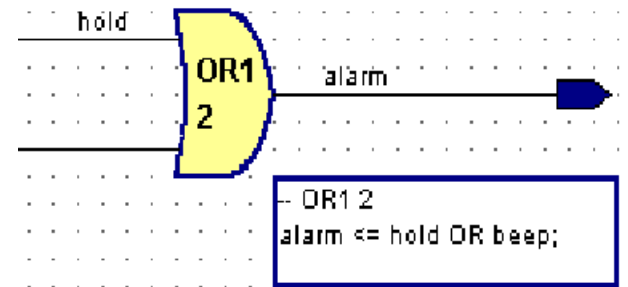 hold
OR1
alarm
2
-- OR1 2
alarm <= hold OR beep;